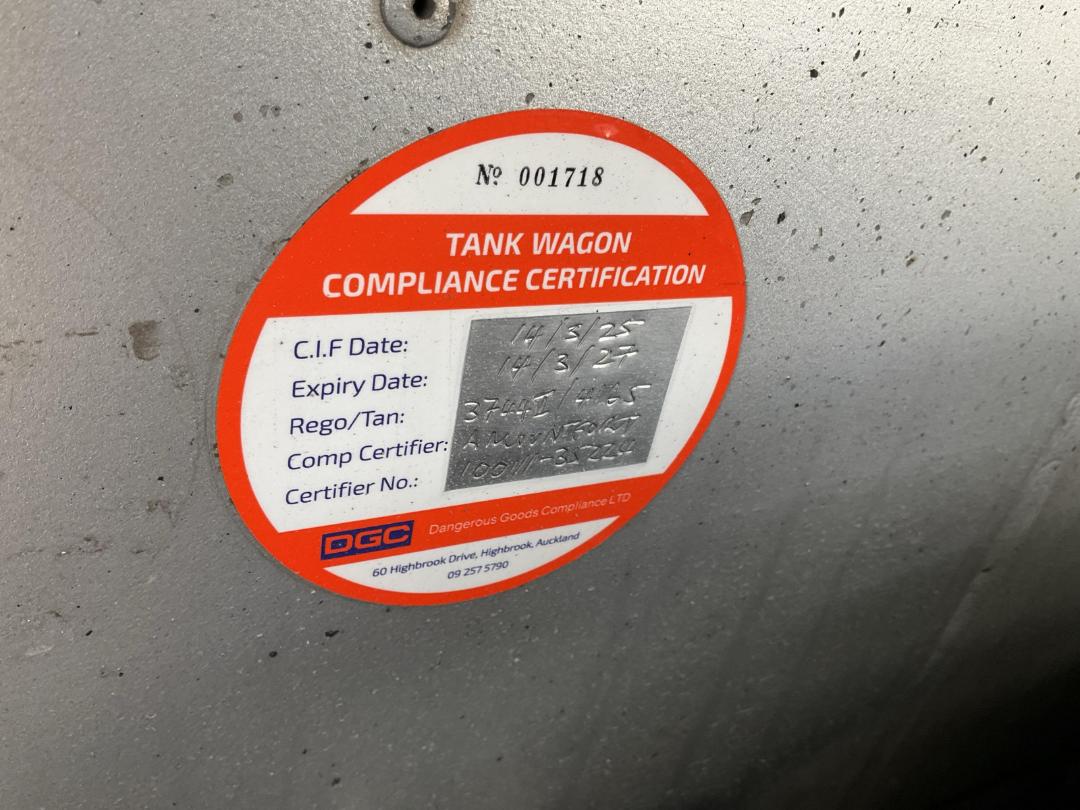 Nº 001718
TANK WAGON
COMPLIANCE CERTIFICATION
C.I.F Date: 14/3/25
Expiry Date: 14/3/27
Rego/Tan:
Comp Certifier: A MOUNTFORT
Certifier No.:
DGC Dangerous Goods Compliance LTD
60 Highbrook Drive, Highbrook, Auckland
09 257 5790